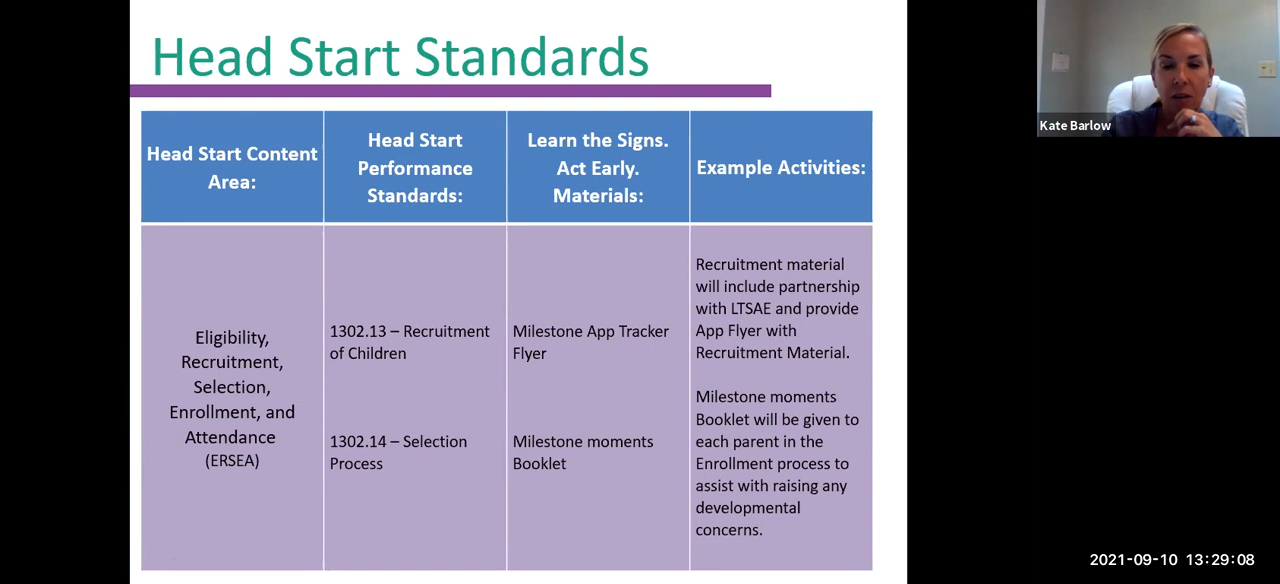 Head Start Standards
Head Start Content
Area:
Head Start
Performance
Standards:
Learn the Signs.
Act Early.
Materials:
Example Activities:
Eligibility,
Recruitment,
Selection,
Enrollment, and
Attendance
(ERSEA)
1302.13 – Recruitment
of Children
1302.14 – Selection
Process
Milestone App Tracker
Flyer
Milestone moments
Booklet
Recruitment material
will include partnership
with LTSAE and provide
App Flyer with
Recruitment Material.
Milestone moments
Booklet will be given to
each parent in the
Enrollment process to
assist with raising any
developmental
concerns.
Kate Barlow
2021-09-10 13:29:08